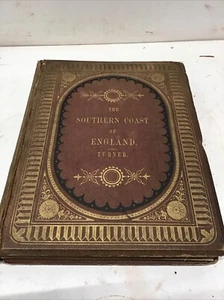 THE
SOUTHERN COAST
OF
ENGLAND,
TURNER.